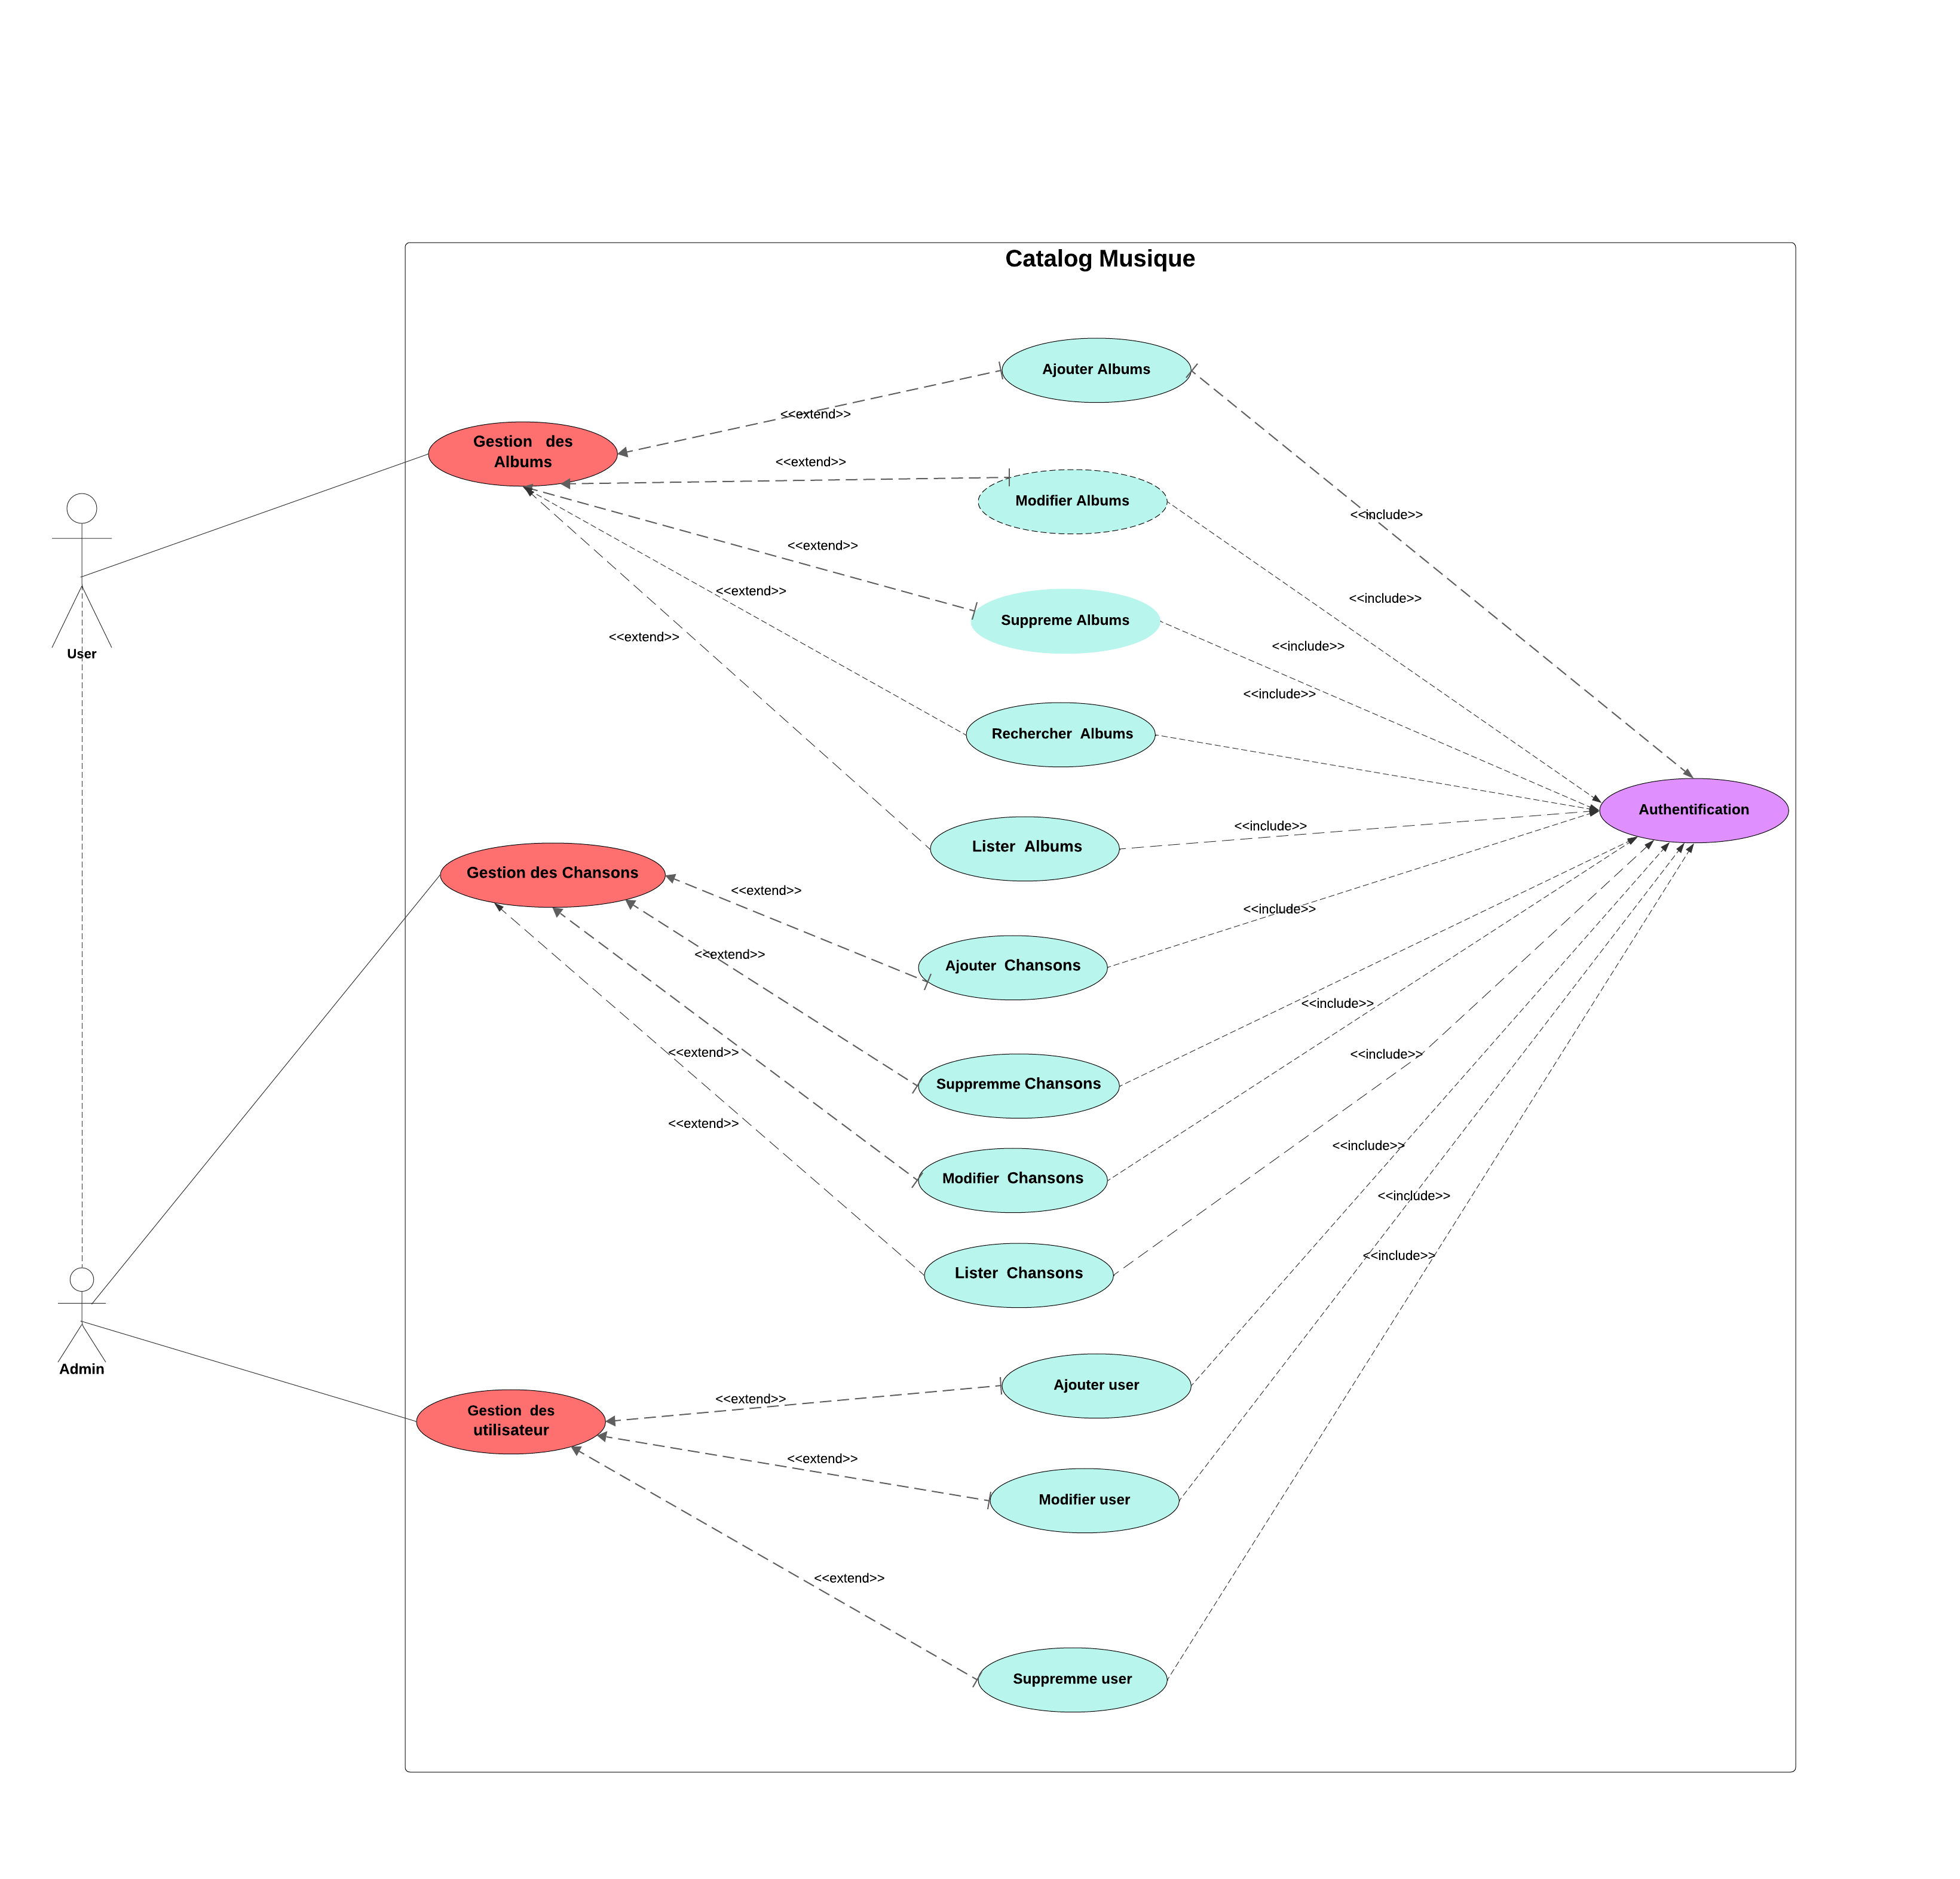 Catalog Musique
Ajouter Albums
<<extend>>
Gestion des
Albums
<<extend>>
Modifier Albums
<<include>>
<<extend>>
<<extend>>
<<include>>
Suppreme Albums
<<extend>>
<<include>>
User
<<include>>
Rechercher Albums
Authentification
<<include>>
Lister Albums
Gestion des Chansons
<<extend>>
<<include>>
<<extend>>
Ajouter Chansons
<<include>>
<<extend>>
<<include>>
Suppremme Chansons
<<extend>>
<<include>>
Modifier Chansons
<<include>>
<<include>>
Lister Chansons
Admin
Ajouter user
<<extend>>
Gestion des
utilisateur
<<extend>>
Modifier user
<<extend>>
Suppremme user